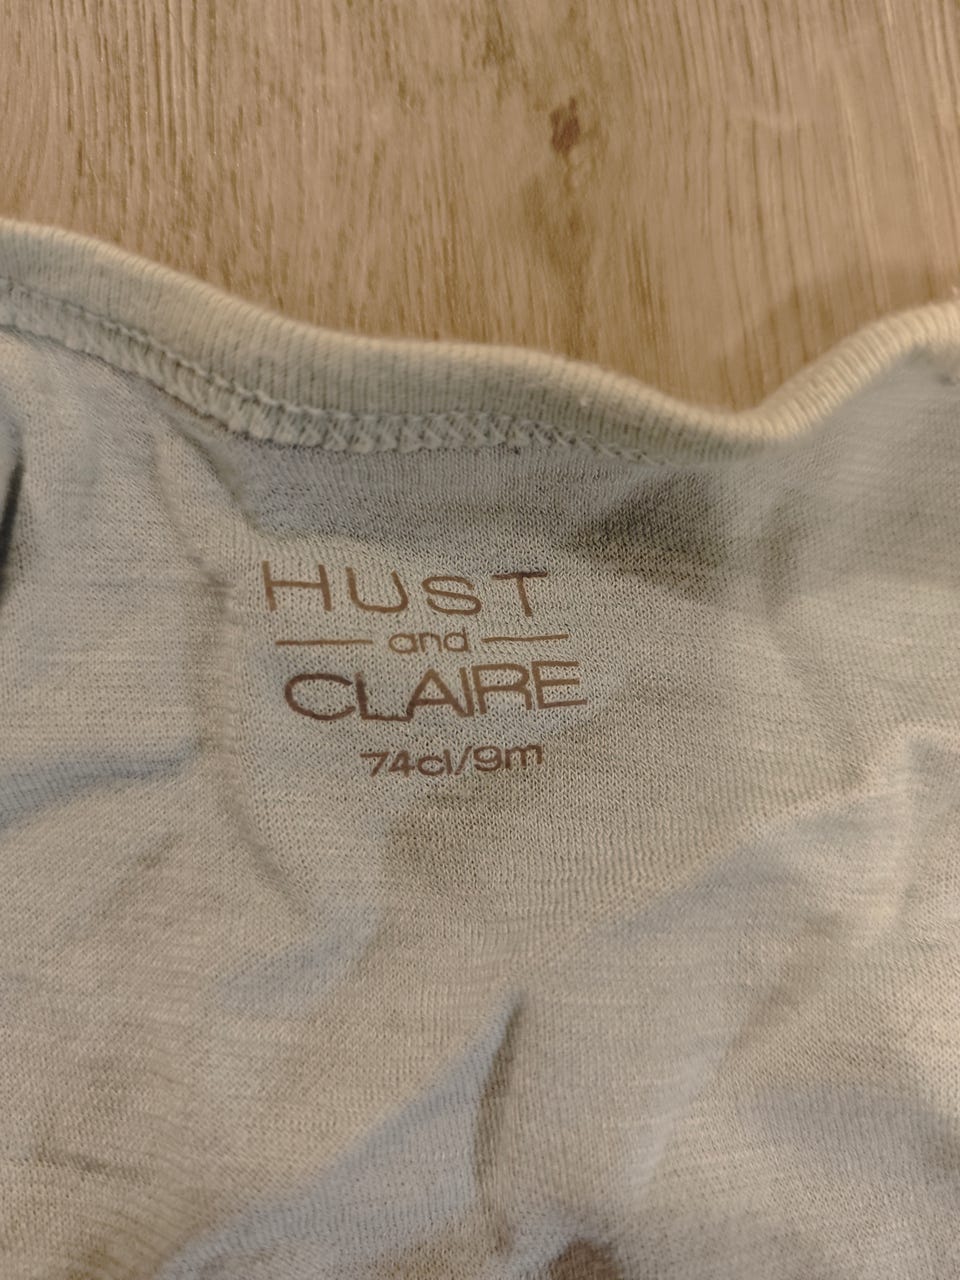 HUST
and
CLAIRE
74cl/9m